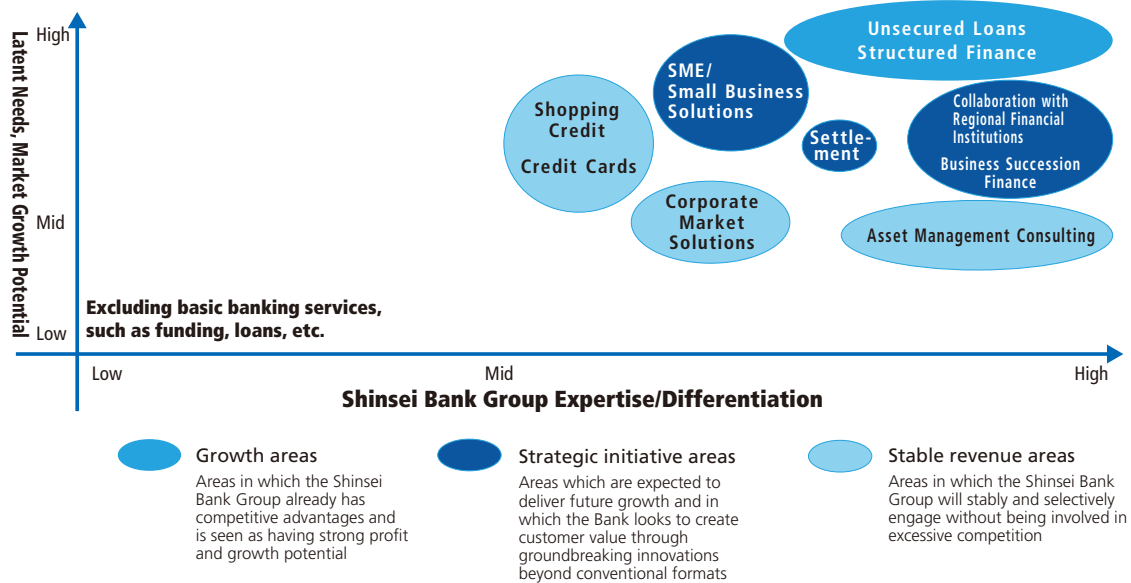 Latent Needs, Market Growth Potential
High
Mid
Low
Unsecured Loans
Structured Finance
SME/
Small Business
Solutions
Shopping
Credit
Credit Cards
Settle-
ment
Collaboration with
Regional Financial
Institutions
Business Succession
Finance
Corporate
Market
Solutions
Asset Management Consulting
Excluding basic banking services,
such as funding, loans, etc.
Low
Mid
High
Shinsei Bank Group Expertise/Differentiation
Growth areas
Areas in which the Shinsei
Bank Group already has
competitive advantages and
is seen as having strong profit
and growth potential
Strategic initiative areas
Areas which are expected to
deliver future growth and in
which the Bank looks to create
customer value through
groundbreaking innovations
beyond conventional formats
Stable revenue areas
Areas in which the Shinsei Bank
Group will stably and selectively
engage without being involved in
excessive competition